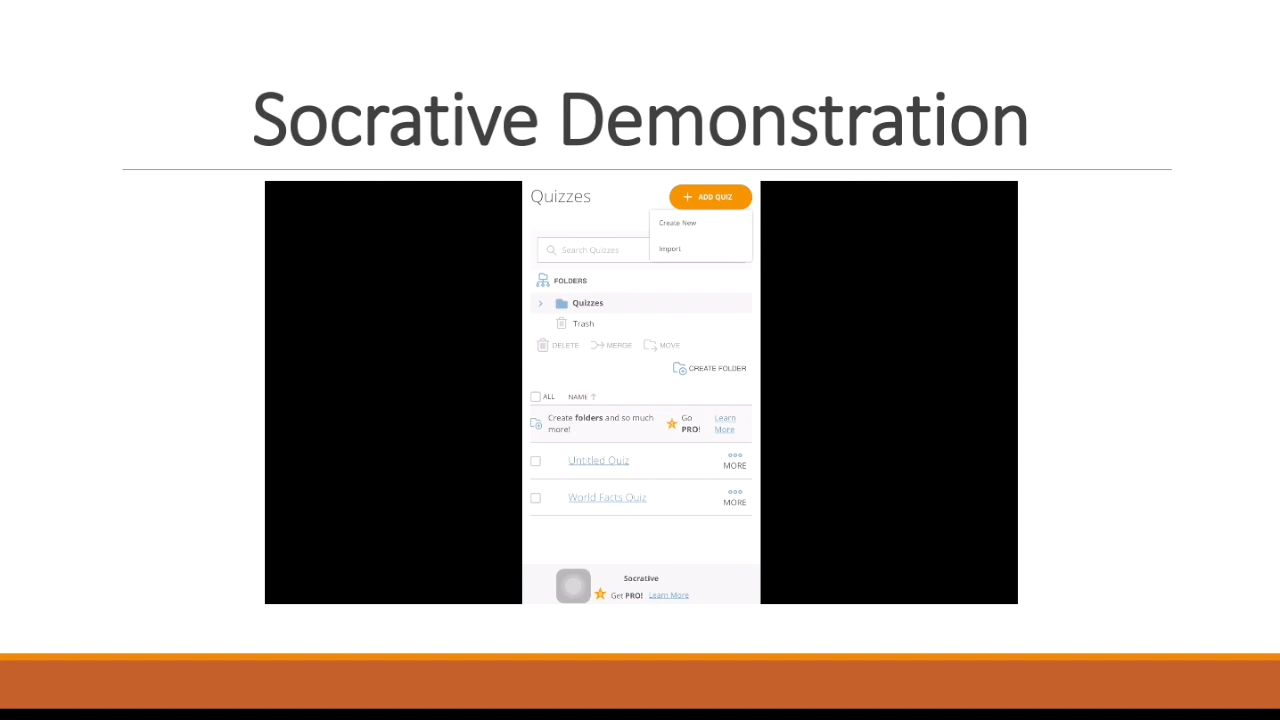 Socrative Demonstration
Quizzes
+ ADD QUIZ
Create New
Search Quizzes
Import
FOLDERS
Quizzes
Trash
DELETE MERGE MOVE
CREATE FOLDER
ALL NAME
Create folders and so much more!
Go PRO!
Learn More
Untitled Quiz
MORE
World Facts Quiz
MORE
Socrative
Get PRO! Learn More